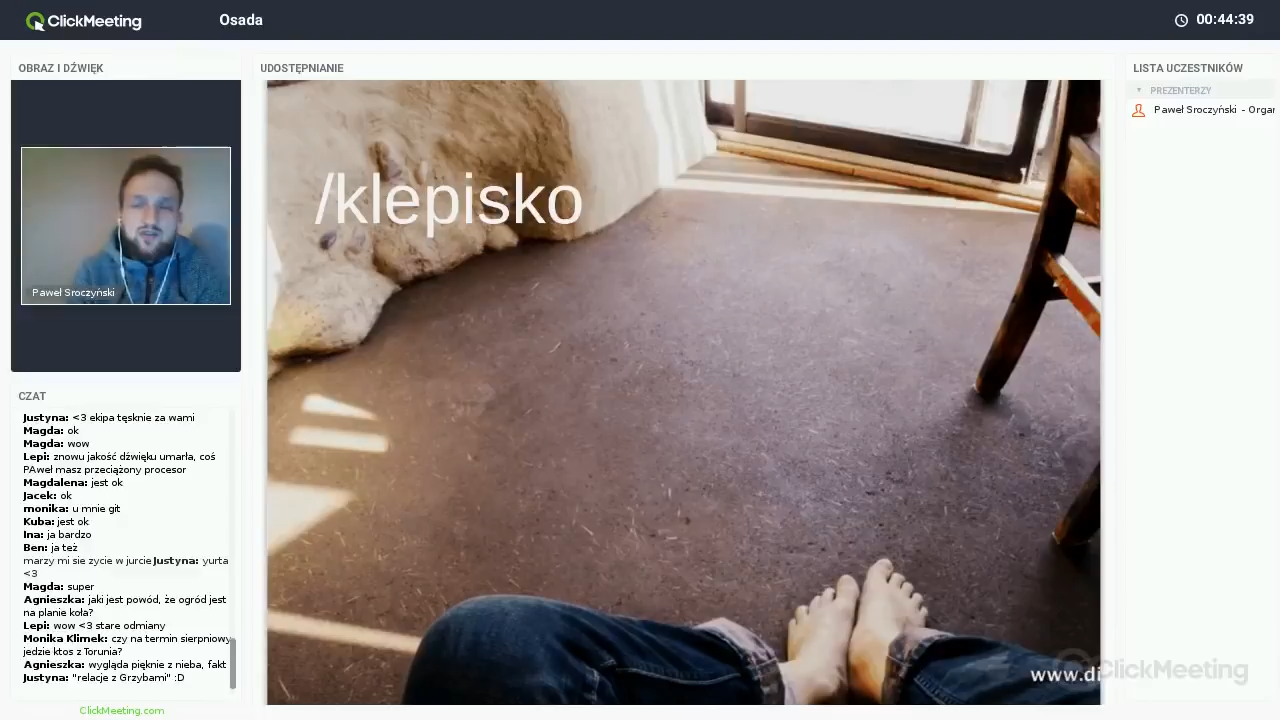 ClickMeeting
Osada
00:44:39
OBRAZ I DŹWIĘK
UDOSTĘPNIANIE
LISTA UCZESTNIKÓW
PREZENTERZY
Paweł Sroczyński - Organ
/klepisko
Paweł Sroczyński
CZAT
Justyna: <3 ekipa tęsknie za wami
Magda: ok
Magda: wow
Lepi: znowu jakość dźwięku umarła, coś
PAweł masz przeciążony procesor
Magdalena: jest ok
Jacek: ok
monika: u mnie git
Kuba: jest ok
Ina: ja bardzo
Ben: ja też
marzy mi sie zycie w jurcie Justyna: yurta
<3
Magda: super
Agnieszka: jaki jest powód, że ogród jest
na planie koła?
Lepi: wow <3 stare odmiany
Monika Klimek: czy na termin sierpniowy
jedzie ktos z Torunia?
Agnieszka: wygląda pięknie z nieba, fakt
Justyna: "relacje z Grzybami" :D
www.di
ClickMeeting
ClickMeeting.com